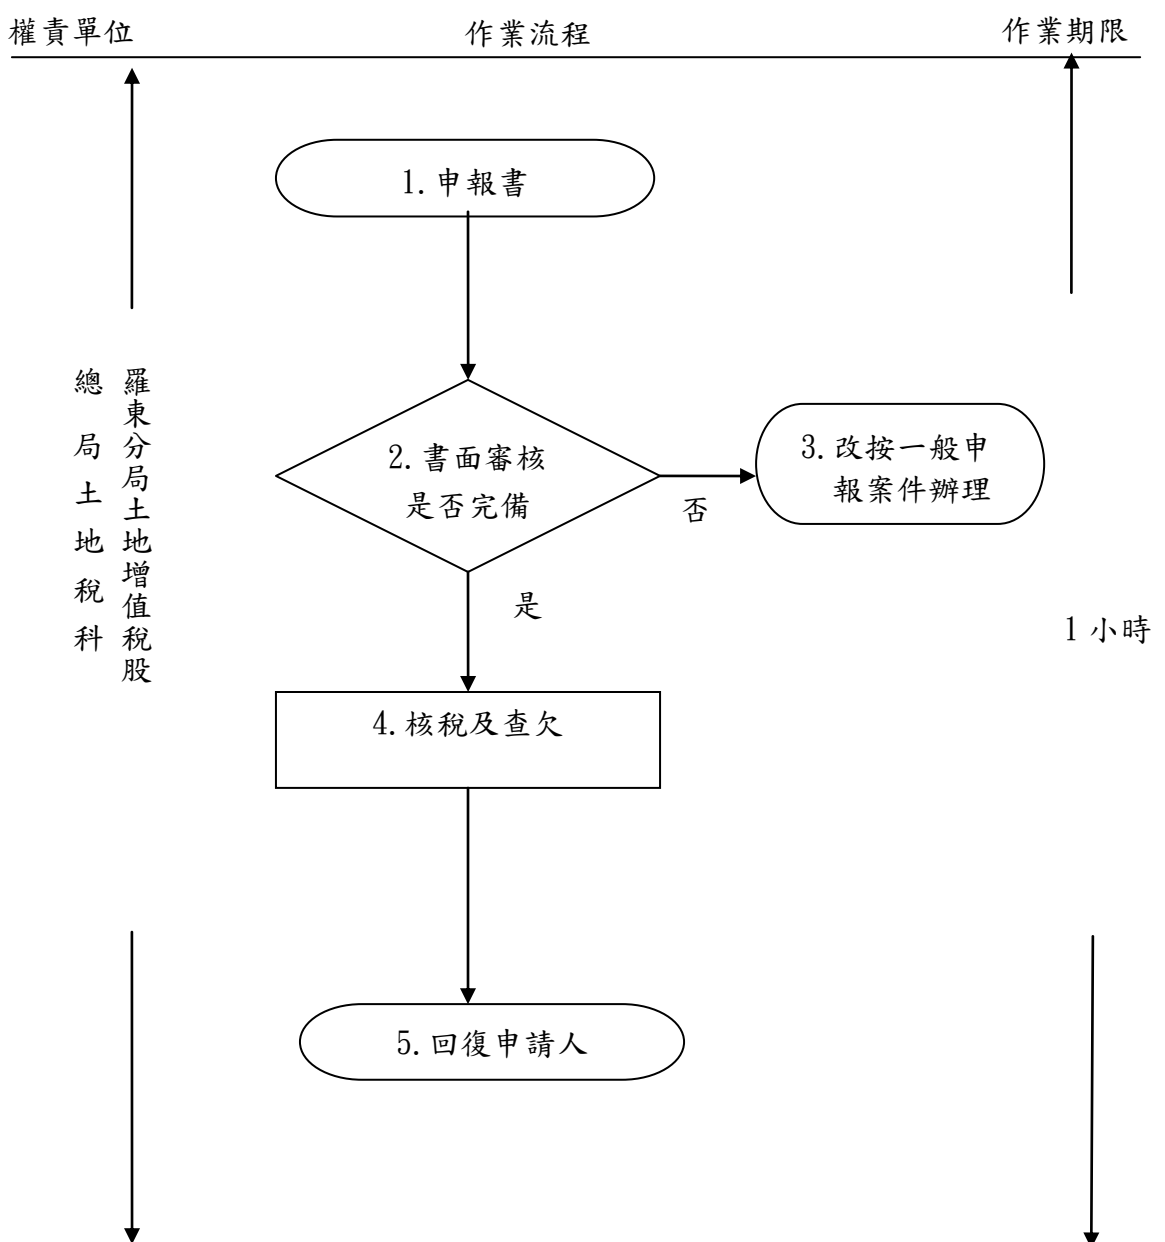 權責單位
作業流程
作業期限
1.申報書
總局土地稅科
羅東分局土地增值稅股
2.書面審核
是否完備
3.改按一般申
報案件辦理
否
是
1小時
4.核稅及查欠
5.回復申請人